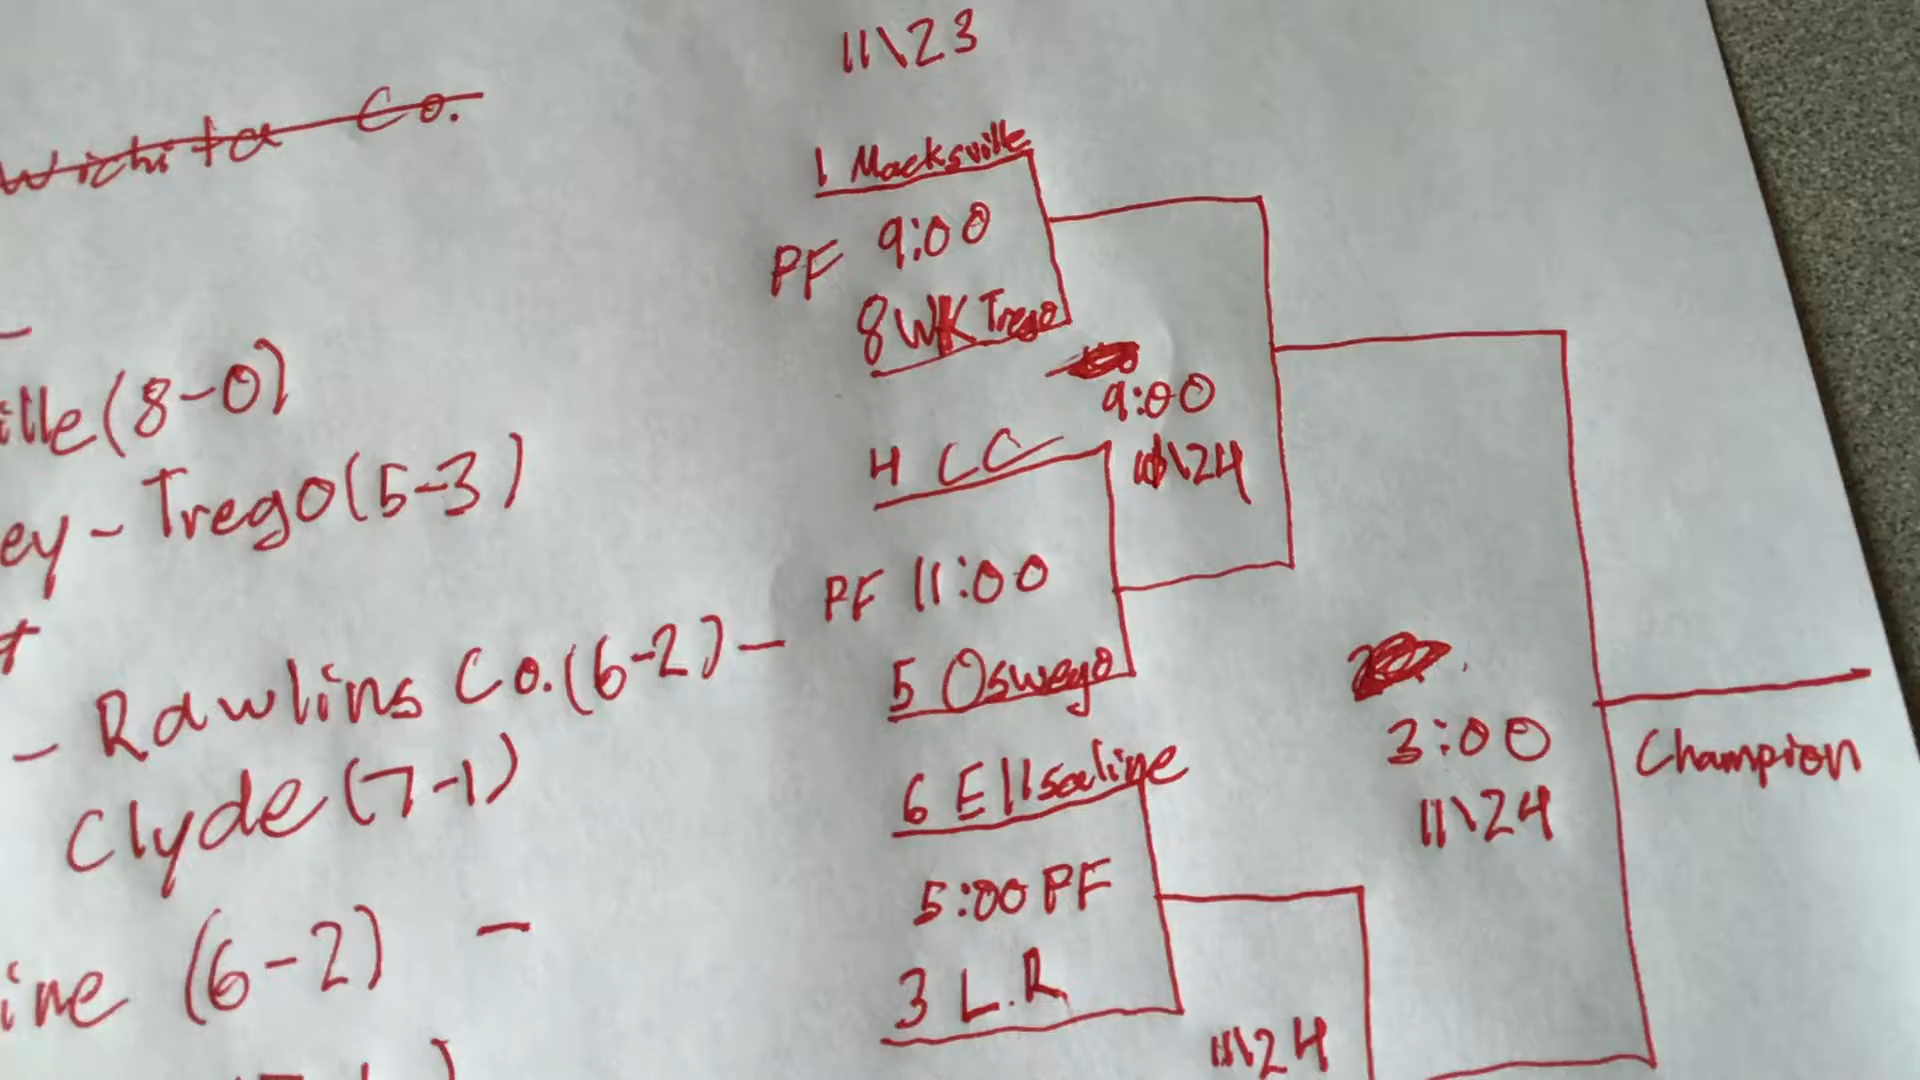 11\23
Wichita Co.
1 Macksville
PF 9:00
8 WK Trego
ille (8-0)
9:00
11\24
4 CC
ey - Trego (5-3)
PF 11:00
- Rawlins Co. (6-2) -
5 Oswego
3:00
11\24
Champion
Clyde (7-1)
6 Ellsaline
5:00 PF
ine (6-2) -
3 L.R
11\24